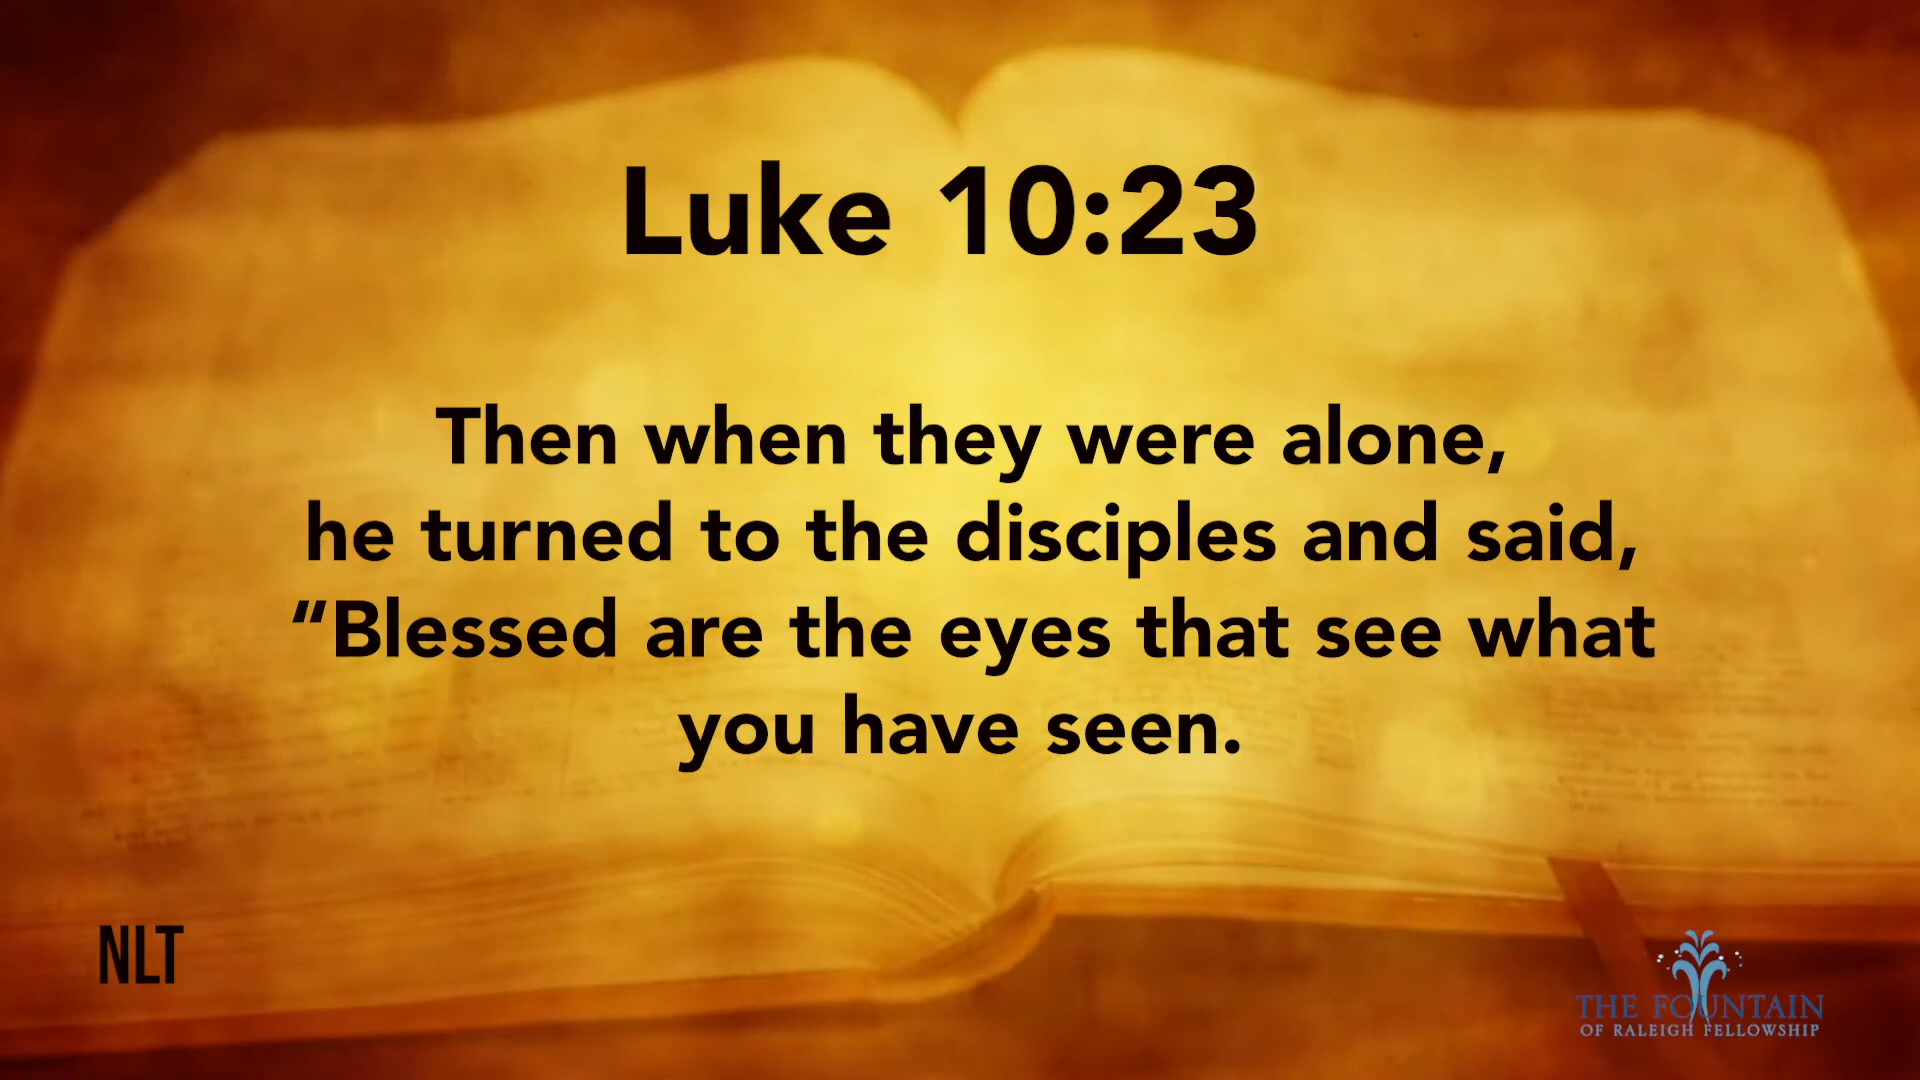 Luke 10:23
Then when they were alone,
he turned to the disciples and said,
“Blessed are the eyes that see what
you have seen.
NLT
THE FOUNTAIN
OF RALEIGH FELLOWSHIP